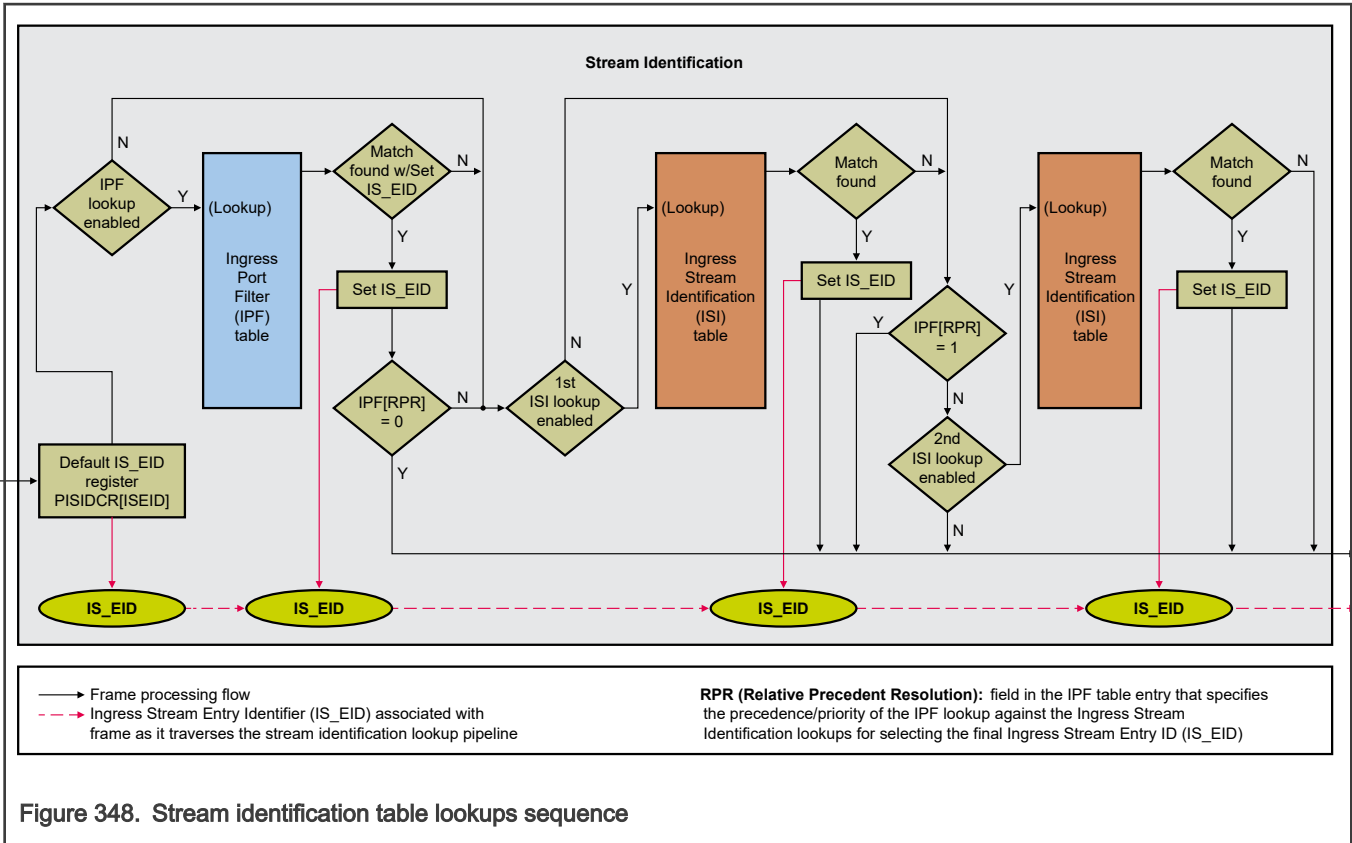 Stream Identification
N
IPF
lookup
enabled
Y
(Lookup)
Ingress
Port
Filter
(IPF)
table
Match
found w/Set
IS_EID
N
Y
Set IS_EID
IPF[RPR]
= 0
N
Y
Default IS_EID
register
PISIDCR[ISEID]
1st
ISI lookup
enabled
N
Y
(Lookup)
Ingress
Stream
Identification
(ISI)
table
Match
found
N
Y
Set IS_EID
Y
IPF[RPR]
= 1
N
2nd
ISI lookup
enabled
Y
N
(Lookup)
Ingress
Stream
Identification
(ISI)
table
Match
found
N
Y
Set IS_EID
IS_EID
IS_EID
IS_EID
IS_EID
Frame processing flow
Ingress Stream Entry Identifier (IS_EID) associated with
frame as it traverses the stream identification lookup pipeline
RPR (Relative Precedent Resolution): field in the IPF table entry that specifies
the precedence/priority of the IPF lookup against the Ingress Stream
Identification lookups for selecting the final Ingress Stream Entry ID (IS_EID)
Figure 348. Stream identification table lookups sequence